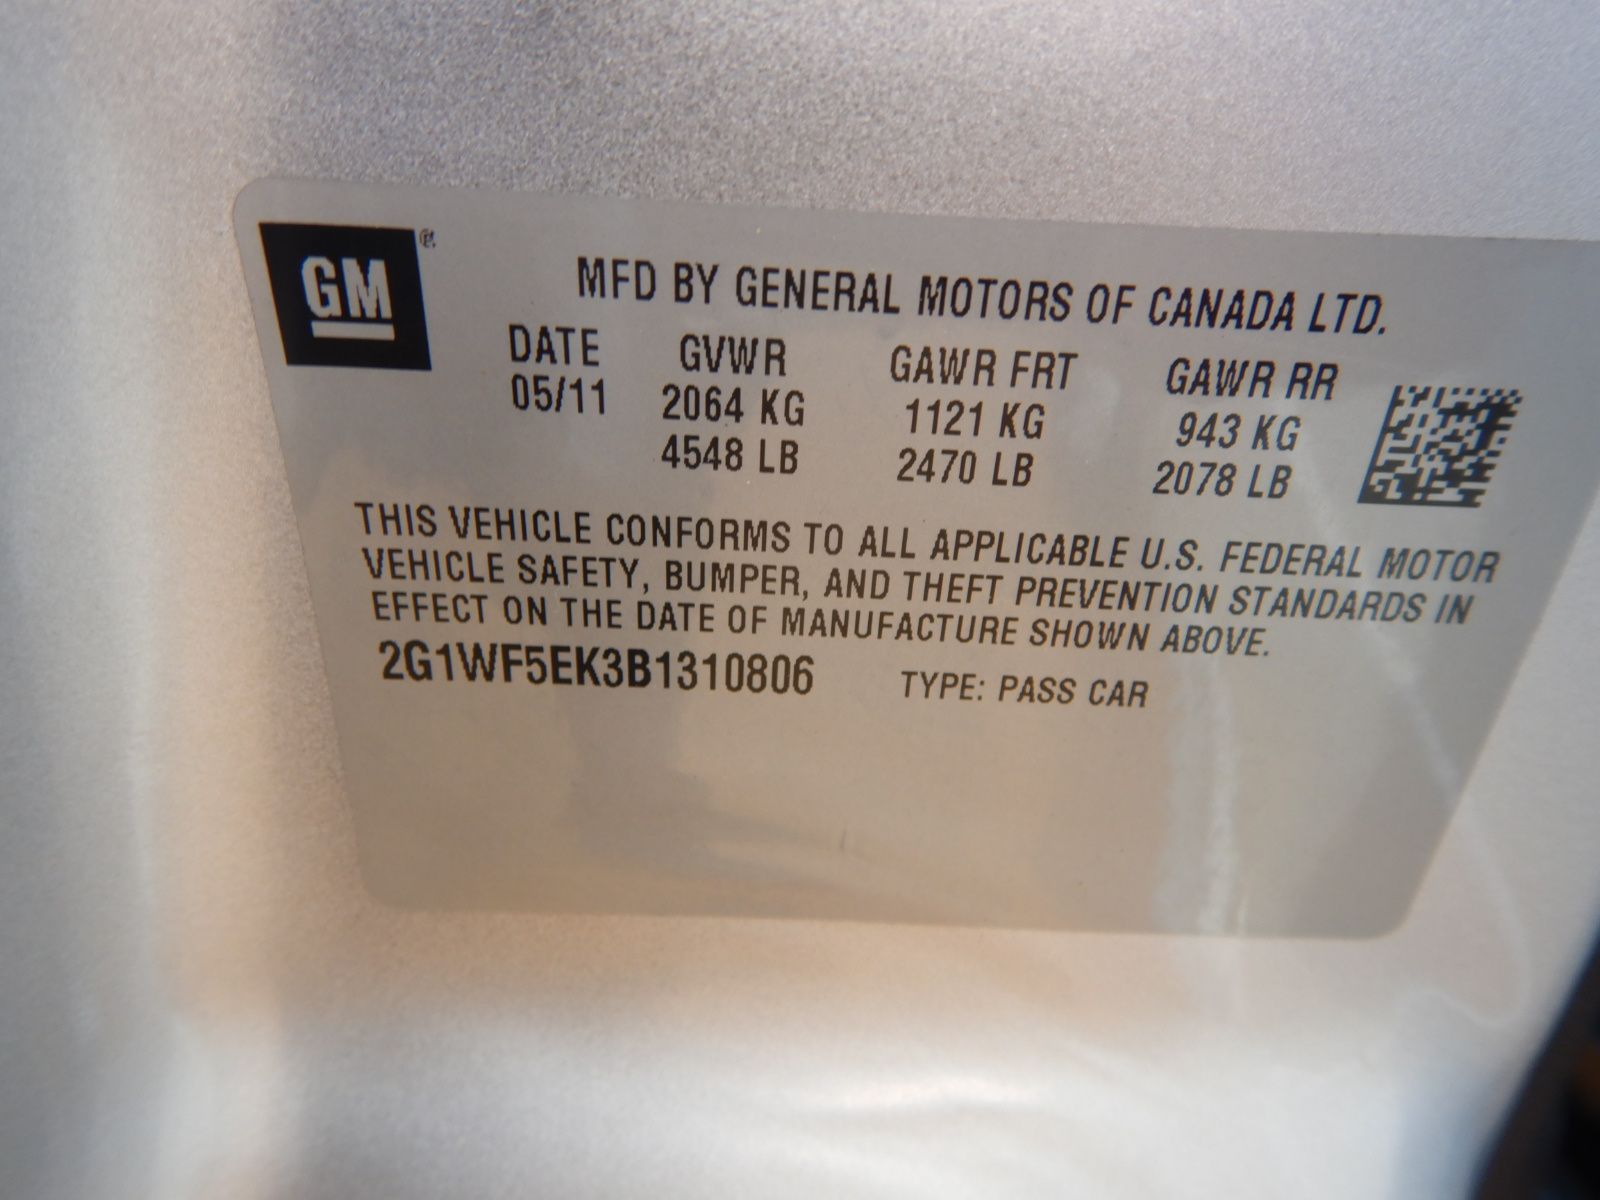 GM
MFD BY GENERAL MOTORS OF CANADA LTD.
DATE GVWR GAWR FRT GAWR RR
05/11 2064 KG 1121 KG 943 KG
4548 LB 2470 LB 2078 LB
THIS VEHICLE CONFORMS TO ALL APPLICABLE U.S. FEDERAL MOTOR
VEHICLE SAFETY, BUMPER, AND THEFT PREVENTION STANDARDS IN
EFFECT ON THE DATE OF MANUFACTURE SHOWN ABOVE.
2G1WF5EK3B1310806 TYPE: PASS CAR